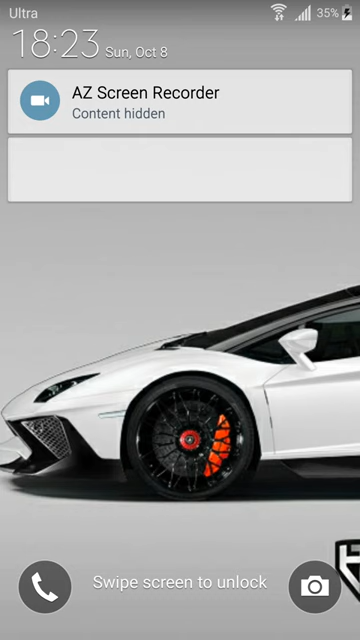 Ultra
35%
18:23 Sun, Oct 8
AZ Screen Recorder
Content hidden
Swipe screen to unlock